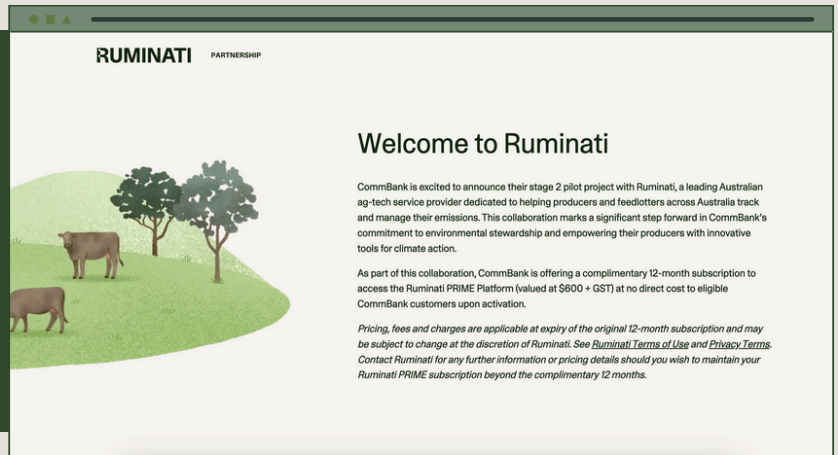 RUMINATI
PARTNERSHIP
Welcome to Ruminati
CommBank is excited to announce their stage 2 pilot project with Ruminati, a leading Australian
ag-tech service provider dedicated to helping producers and feedlotters across Australia track
and manage their emissions. This collaboration marks a significant step forward in CommBank's
commitment to environmental stewardship and empowering their producers with innovative
tools for climate action.
As part of this collaboration, CommBank is offering a complimentary 12-month subscription to
access the Ruminati PRIME Platform (valued at $600 + GST) at no direct cost to eligible
CommBank customers upon activation.
Pricing, fees and charges are applicable at expiry of the original 12-month subscription and may
be subject to change at the discretion of Ruminati. See Ruminati Terms of Use and Privacy Terms.
Contact Ruminati for any further information or pricing details should you wish to maintain your
Ruminati PRIME subscription beyond the complimentary 12 months.